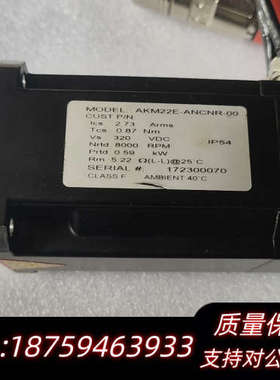 MODEL AKM22E-ANCNR-00
CUST P/N
Ics 2.73 Arms
Tcs 0.87 Nm
Vs 320 VDC
Nrtd 8000 RPM IP54
Prtd 0.59 kW
Rm 5.22 Ω(L-L)@25°C
SERIAL # 172300070
CLASS F AMBIENT 40°C
质量保
:18759463933
支持对公